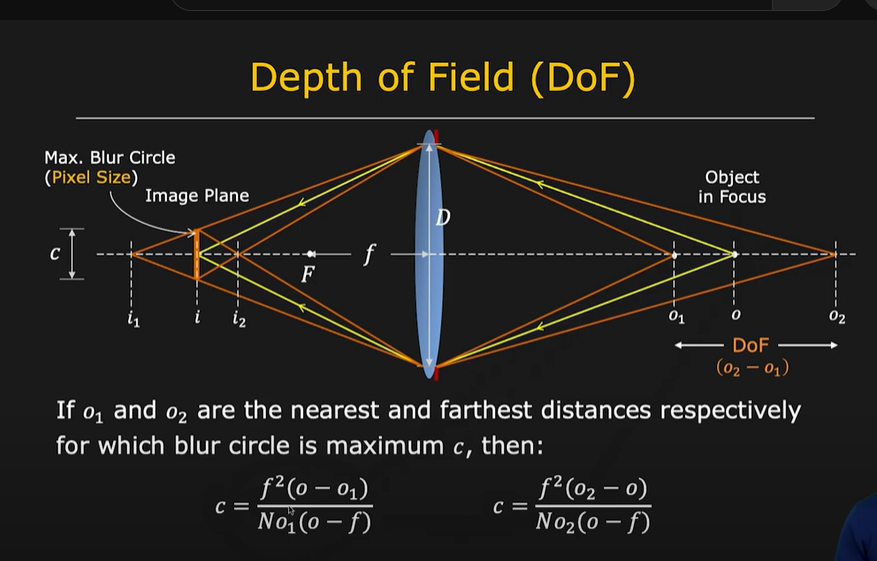 Depth of Field (DoF)
Max. Blur Circle
(Pixel Size)
Image Plane
Object
in Focus
D
c
f
F
i₁
i
i₂
o₁
o
o₂
DoF
(o₂ − o₁)
If o₁ and o₂ are the nearest and farthest distances respectively
for which blur circle is maximum c, then:
c = f²(o − o₁) / No₁(o − f)
c = f²(o₂ − o) / No₂(o − f)